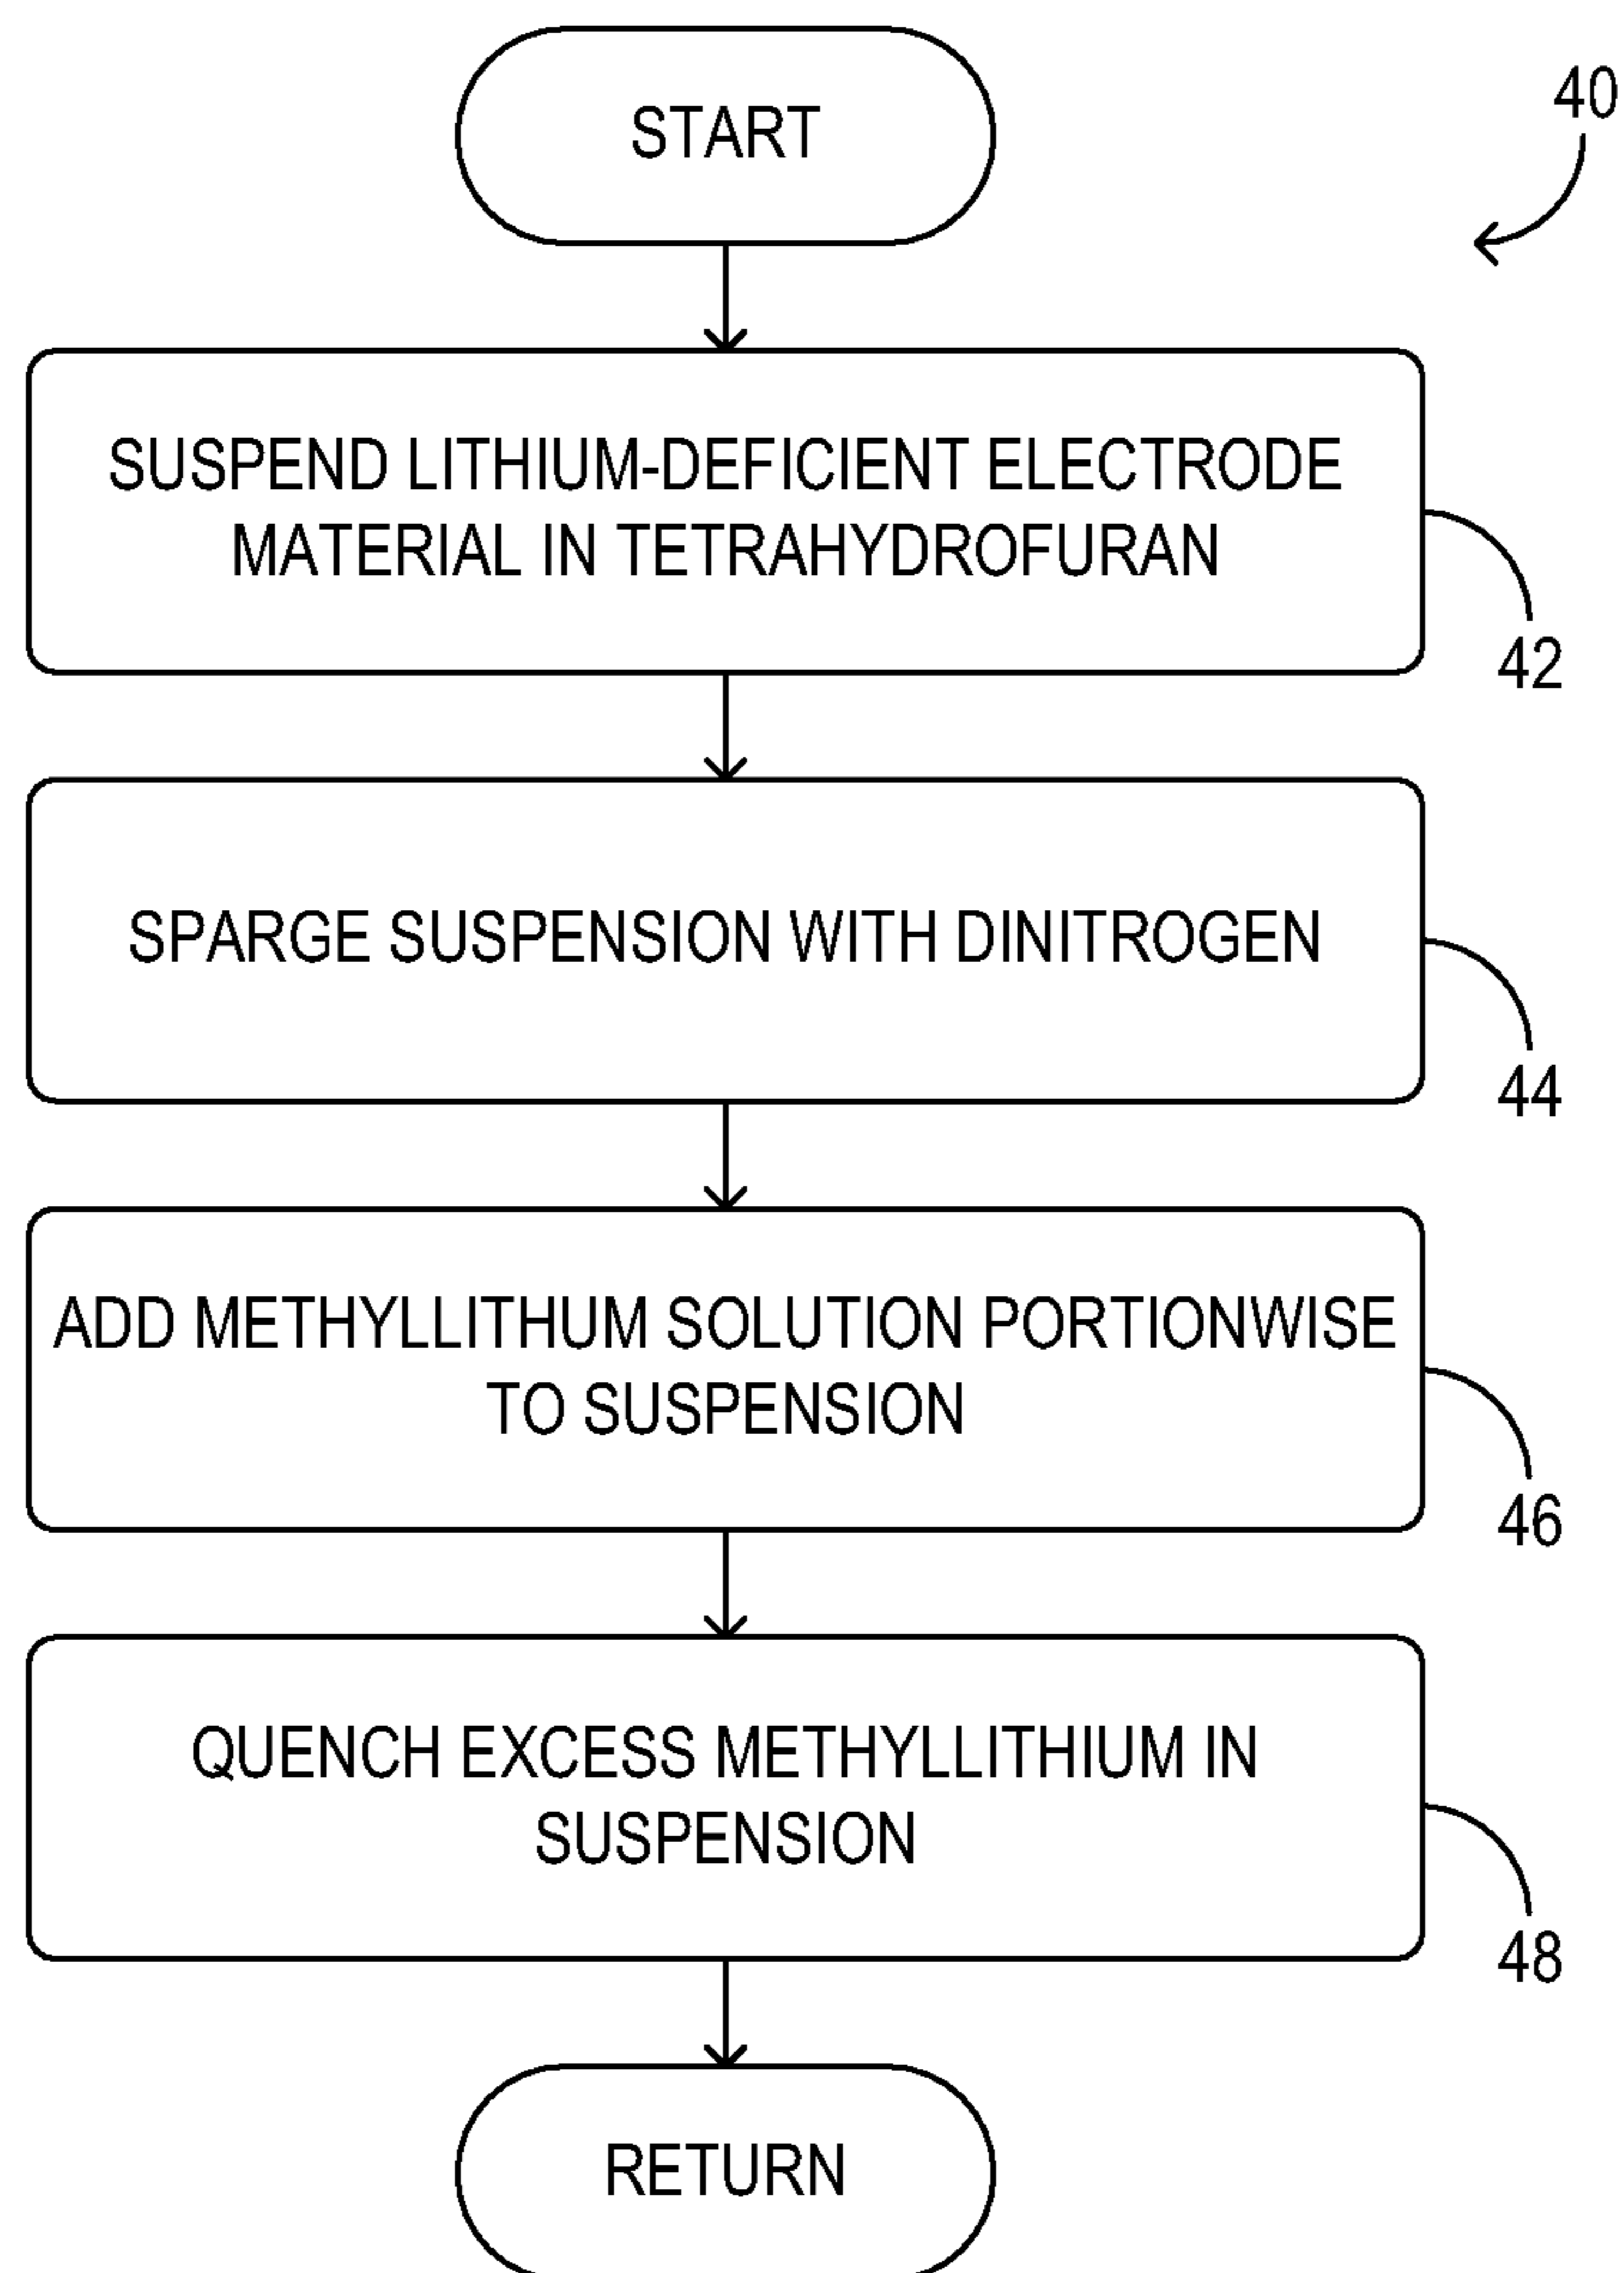 START
40
SUSPEND LITHIUM-DEFICIENT ELECTRODE
MATERIAL IN TETRAHYDROFURAN
42
SPARGE SUSPENSION WITH DINITROGEN
44
ADD METHYLLITHUM SOLUTION PORTIONWISE
TO SUSPENSION
46
QUENCH EXCESS METHYLLITHIUM IN
SUSPENSION
48
RETURN